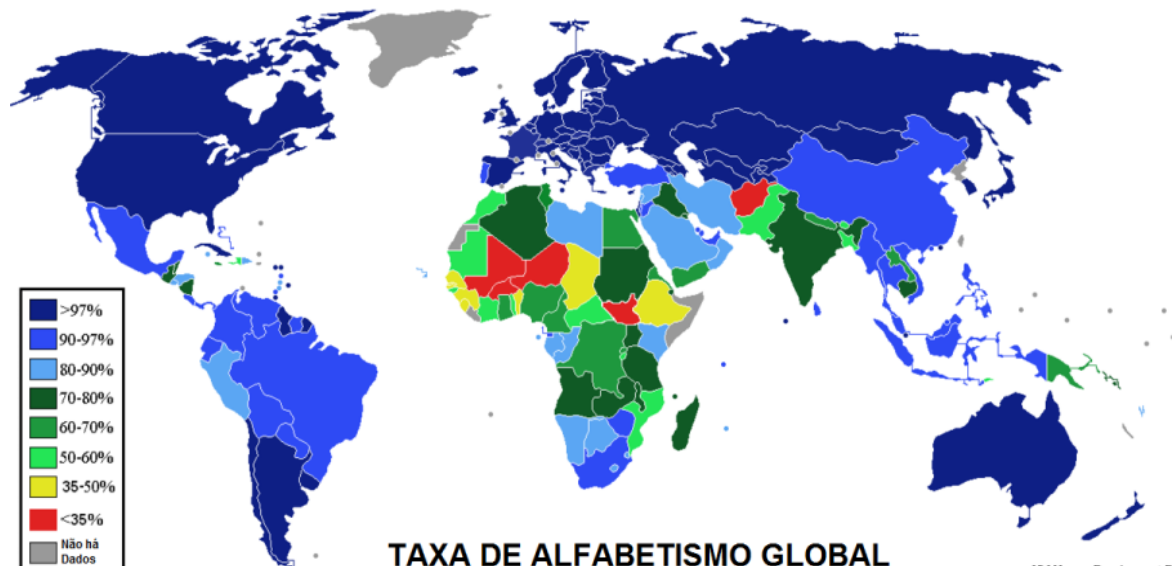 >97%
90-97%
80-90%
70-80%
60-70%
50-60%
35-50%
<35%
Não há
Dados
TAXA DE ALFABETISMO GLOBAL